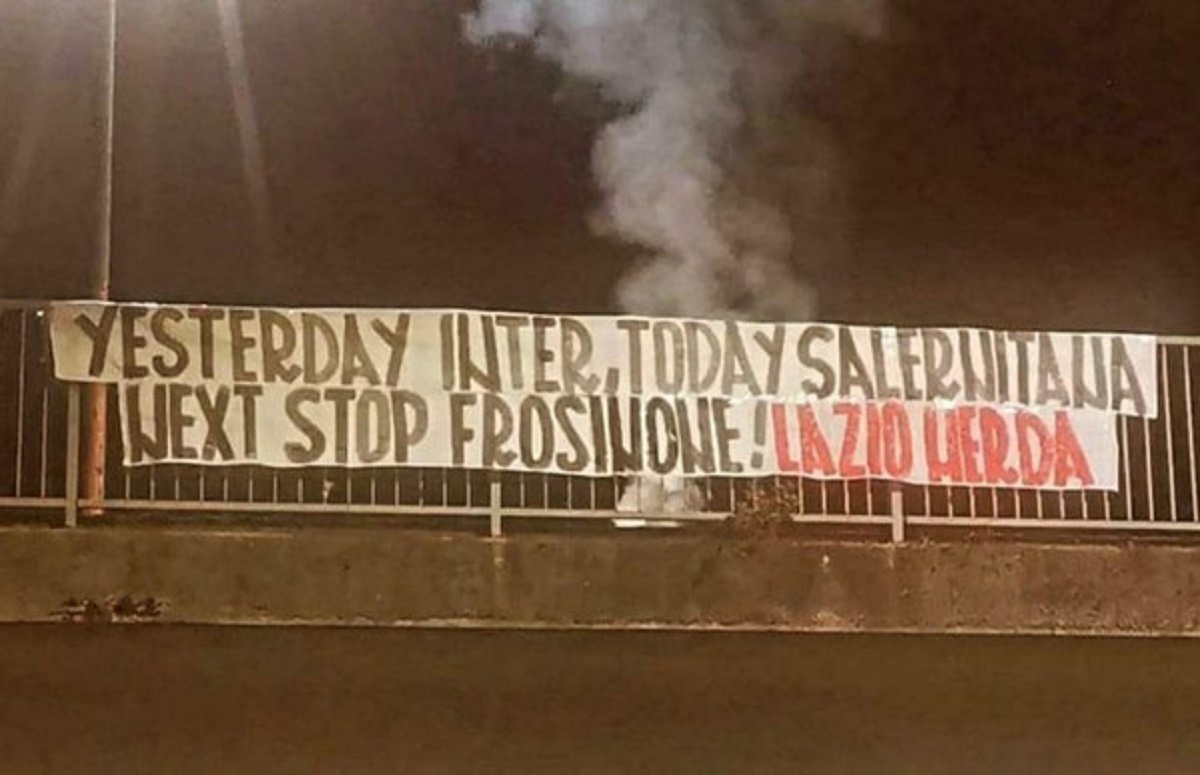 YESTERDAY INTER, TODAY SALERNITANA
NEXT STOP FROSINONE! LAZIO MERDA